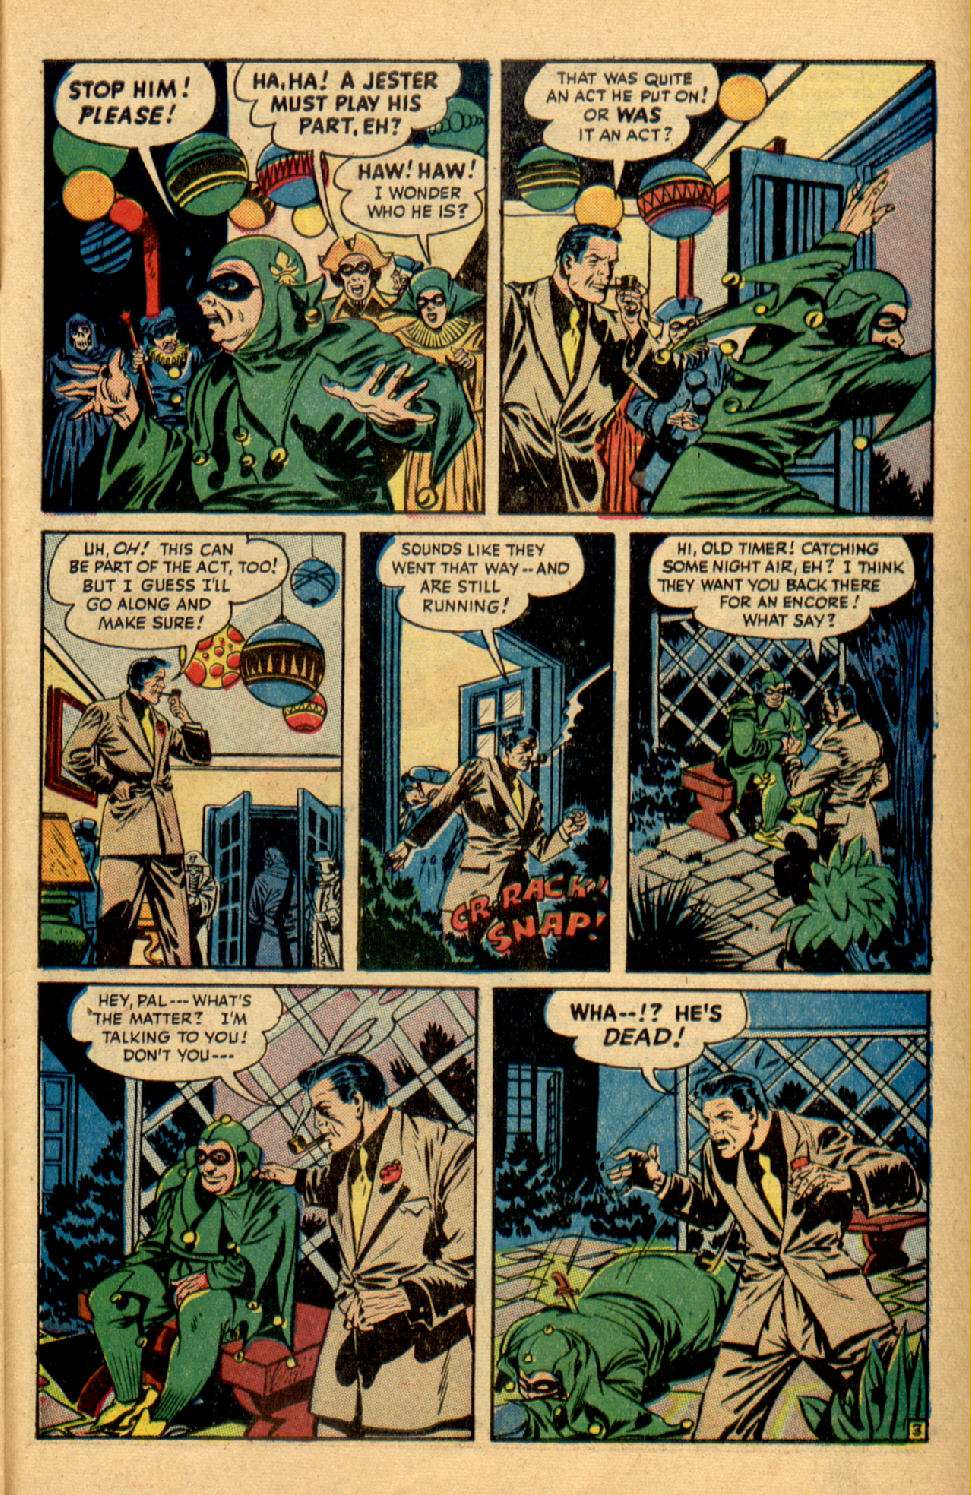 STOP HIM!
PLEASE!
HA, HA! A JESTER
MUST PLAY HIS
PART, EH?
HAW! HAW!
I WONDER
WHO HE IS?
THAT WAS QUITE
AN ACT HE PUT ON!
OR WAS
IT AN ACT?
UH, OH! THIS CAN
BE PART OF THE ACT, TOO!
BUT I GUESS I'LL
GO ALONG AND
MAKE SURE!
SOUNDS LIKE THEY
WENT THAT WAY--AND
ARE STILL
RUNNING!
CR-RACK!
SNAP!
HI, OLD TIMER! CATCHING
SOME NIGHT AIR, EH? I THINK
THEY WANT YOU BACK THERE
FOR AN ENCORE!
WHAT SAY?
HEY, PAL---WHAT'S
THE MATTER? I'M
TALKING TO YOU!
DON'T YOU---
WHA--!? HE'S
DEAD!
3